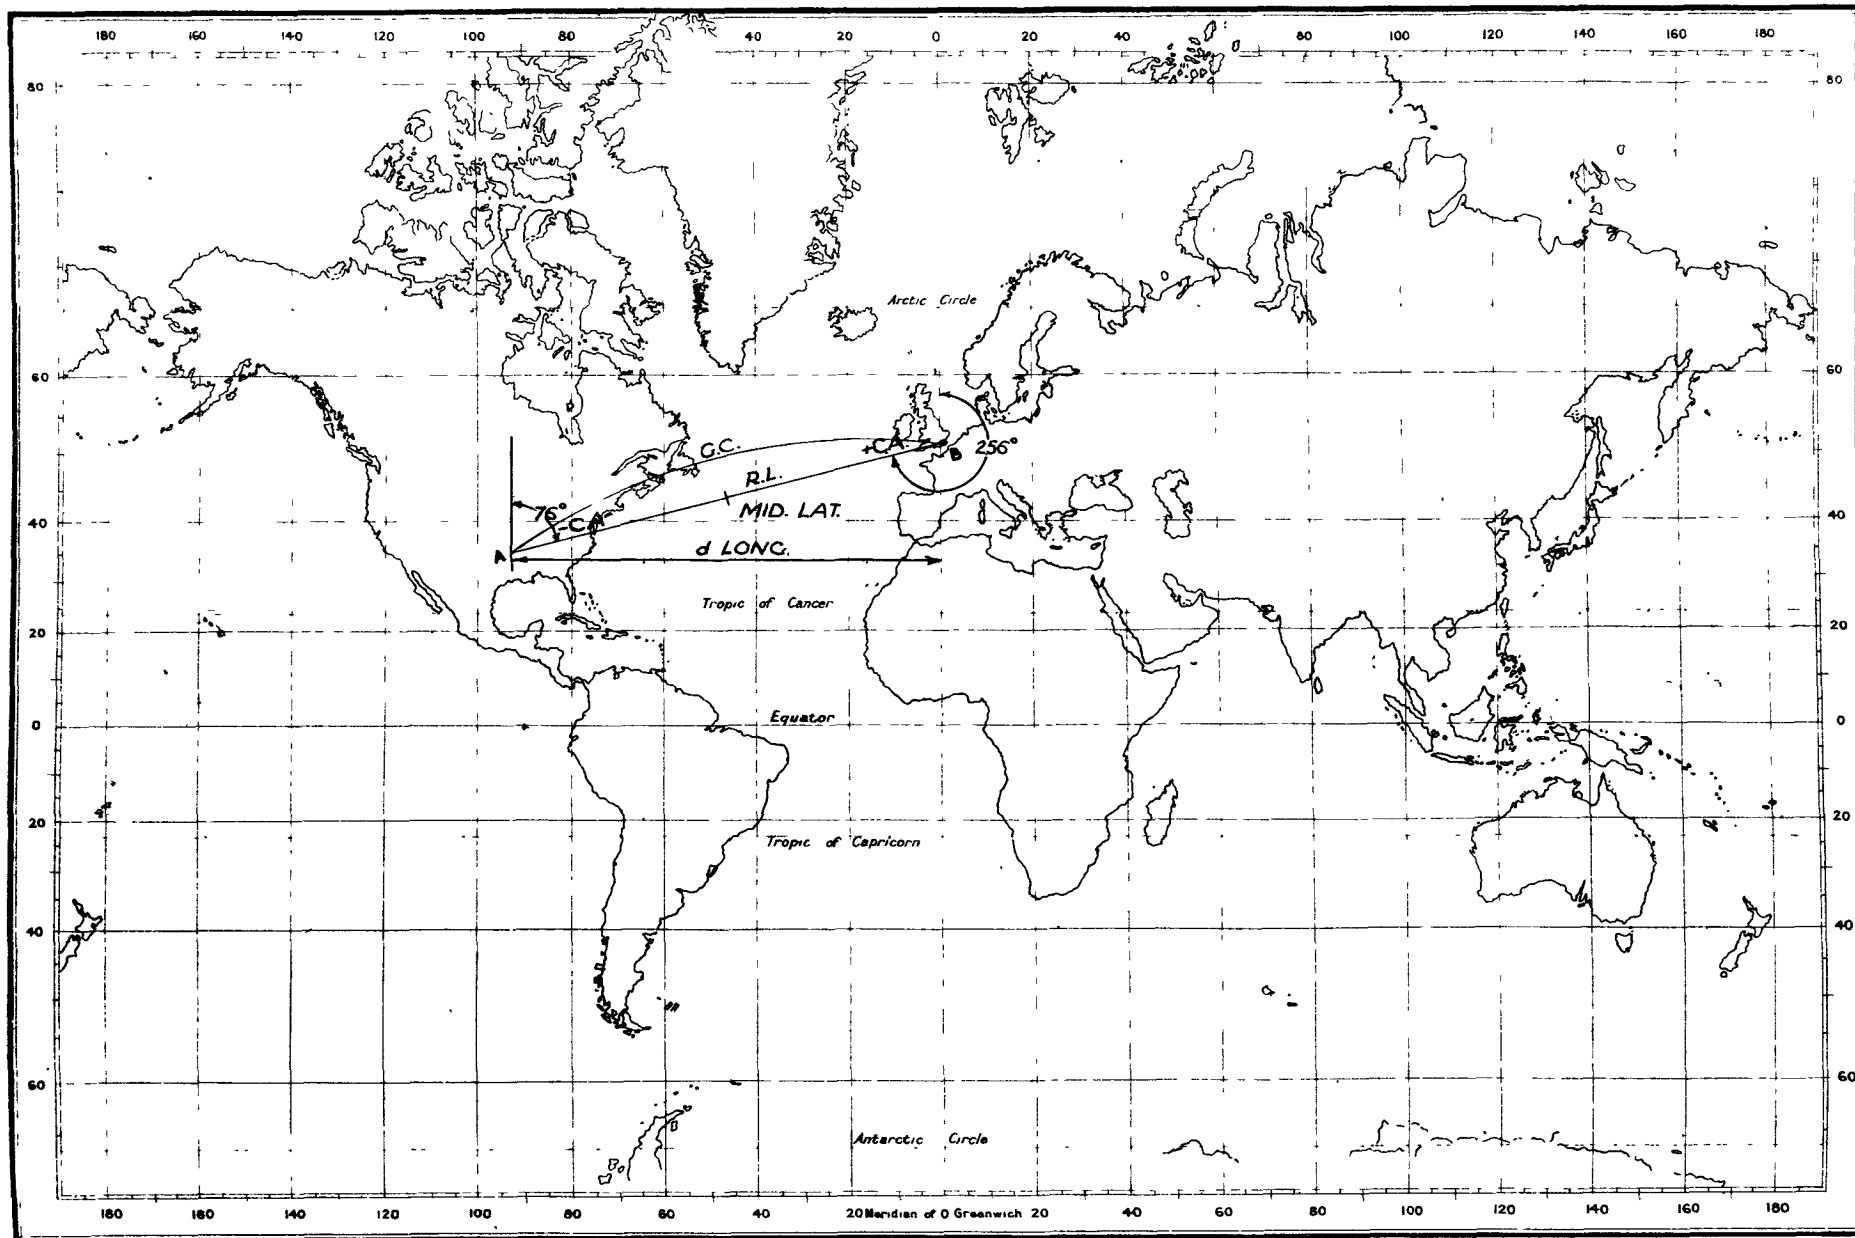 180 160 140 120 100 80 60 40 20 0 20 40 60 80 100 120 140 160 180
80 80
Arctic Circle
60 60
G.C.
+C.A.
B
256°
R.L.
76°
-C.A.
MID. LAT.
40 40
A
d LONG.
Tropic of Cancer
20 20
Equator
0 0
20 20
Tropic of Capricorn
40 40
60 60
Antarctic Circle
180 160 140 120 100 80 60 40 20 Meridian of 0 Greenwich 20 40 60 80 100 120 140 160 180